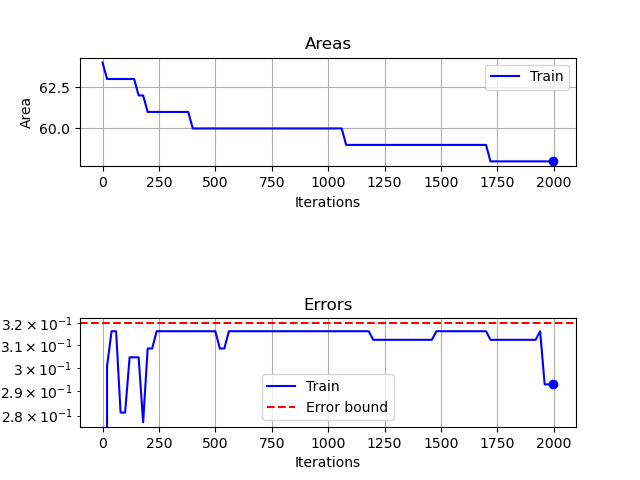 Areas
Area
62.5
60.0
Train
0 250 500 750 1000 1250 1500 1750 2000
Iterations
Errors
3.2 × 10⁻¹
3.1 × 10⁻¹
3 × 10⁻¹
2.9 × 10⁻¹
2.8 × 10⁻¹
Train
Error bound
0 250 500 750 1000 1250 1500 1750 2000
Iterations